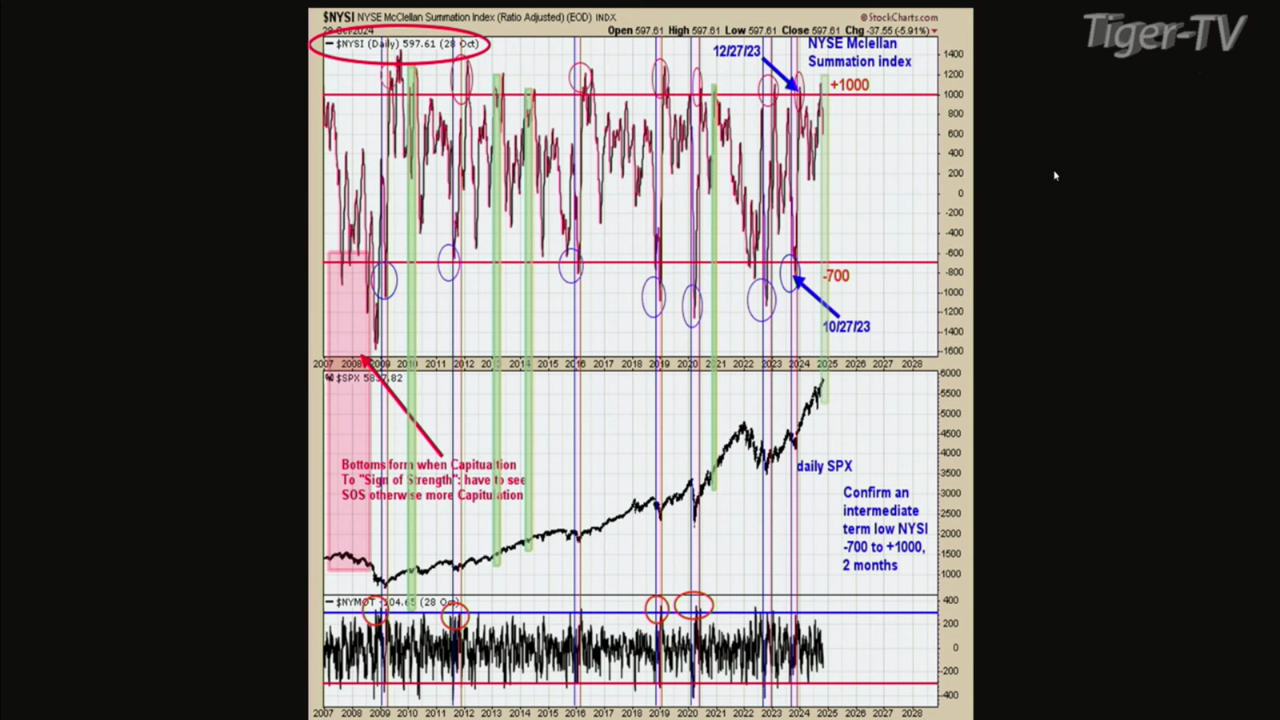 $NYSI NYSE McClellan Summation Index (Ratio Adjusted) (EOD) INDX
© StockCharts.com
28-Oct-2024
Open 597.61 High 597.61 Low 597.61 Close 597.61 Chg -37.55 (-5.91%)
Tiger-TV
$NYSI (Daily) 597.61 (28 Oct)
12/27/23
NYSE Mclellan
Summation index
+1000
1400
1200
1000
800
600
400
200
0
-200
-400
-600
-800
-1000
-1200
-1400
-1600
-700
10/27/23
2007 2008 2009 2010 2011 2012 2013 2014 2015 2016 2017 2018 2019 2020 2021 2022 2023 2024 2025 2026 2027 2028
6000
5500
5000
4500
4000
3500
3000
2500
2000
1500
1000
Bottoms form when Capituation
To "Sign of Strength"; have to see
SOS otherwise more Capitulation
daily SPX
Confirm an
intermediate
term low NYSI
-700 to +1000,
2 months
400
200
0
200
400
2007 2008 2009 2010 2011 2012 2013 2014 2015 2016 2017 2018 2019 2020 2021 2022 2023 2024 2025 2026 2027 2028